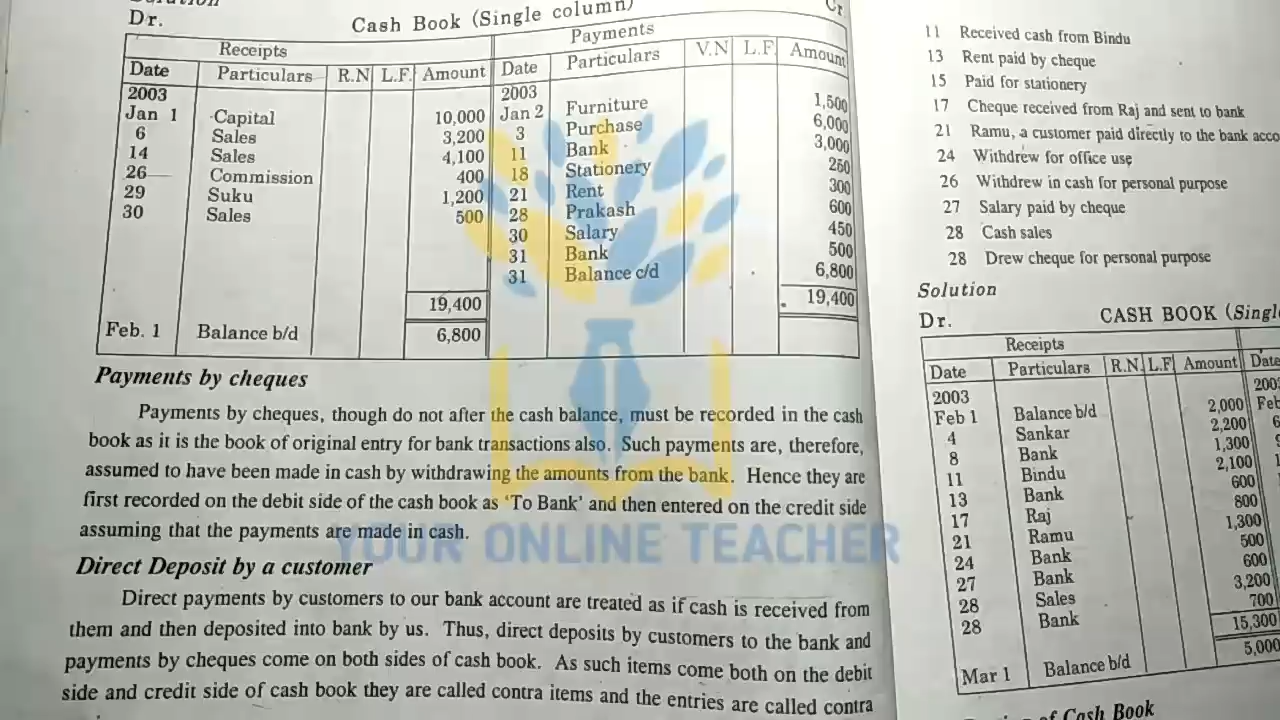 Dr.
Cash Book (Single column)
Cr
Receipts
Payments
Date Particulars R.N L.F. Amount Date Particulars V.N L.F. Amount
2003 2003
Jan 1 Capital 10,000 Jan 2 Furniture 1,500
6 Sales 3,200 3 Purchase 6,000
14 Sales 4,100 11 Bank 3,000
26 Commission 400 18 Stationery 250
29 Suku 1,200 21 Rent 300
30 Sales 500 28 Prakash 600
30 Salary 450
31 Bank 500
31 Balance c/d 6,800
19,400 19,400
Feb. 1 Balance b/d 6,800
Payments by cheques
Payments by cheques, though do not after the cash balance, must be recorded in the cash
book as it is the book of original entry for bank transactions also. Such payments are, therefore,
assumed to have been made in cash by withdrawing the amounts from the bank. Hence they are
first recorded on the debit side of the cash book as 'To Bank' and then entered on the credit side
assuming that the payments are made in cash.
YOUR ONLINE TEACHER
Direct Deposit by a customer
Direct payments by customers to our bank account are treated as if cash is received from
them and then deposited into bank by us. Thus, direct deposits by customers to the bank and
payments by cheques come on both sides of cash book. As such items come both on the debit
side and credit side of cash book they are called contra items and the entries are called contra
11 Received cash from Bindu
13 Rent paid by cheque
15 Paid for stationery
17 Cheque received from Raj and sent to bank
21 Ramu, a customer paid directly to the bank acco
24 Withdrew for office use
26 Withdrew in cash for personal purpose
27 Salary paid by cheque
28 Cash sales
28 Drew cheque for personal purpose
Solution
Dr. CASH BOOK (Singl
Receipts
Date Particulars R.N. L.F. Amount Date
2003 200
Feb 1 Balance b/d 2,000 Feb
4 Sankar 2,200
8 Bank 1,300
11 Bindu 2,100
13 Bank 600
17 Raj 800
21 Ramu 1,300
24 Bank 500
27 Bank 600
28 Sales 3,200
28 Bank 700
15,300
Mar 1 Balance b/d 5,000
of Cash Book